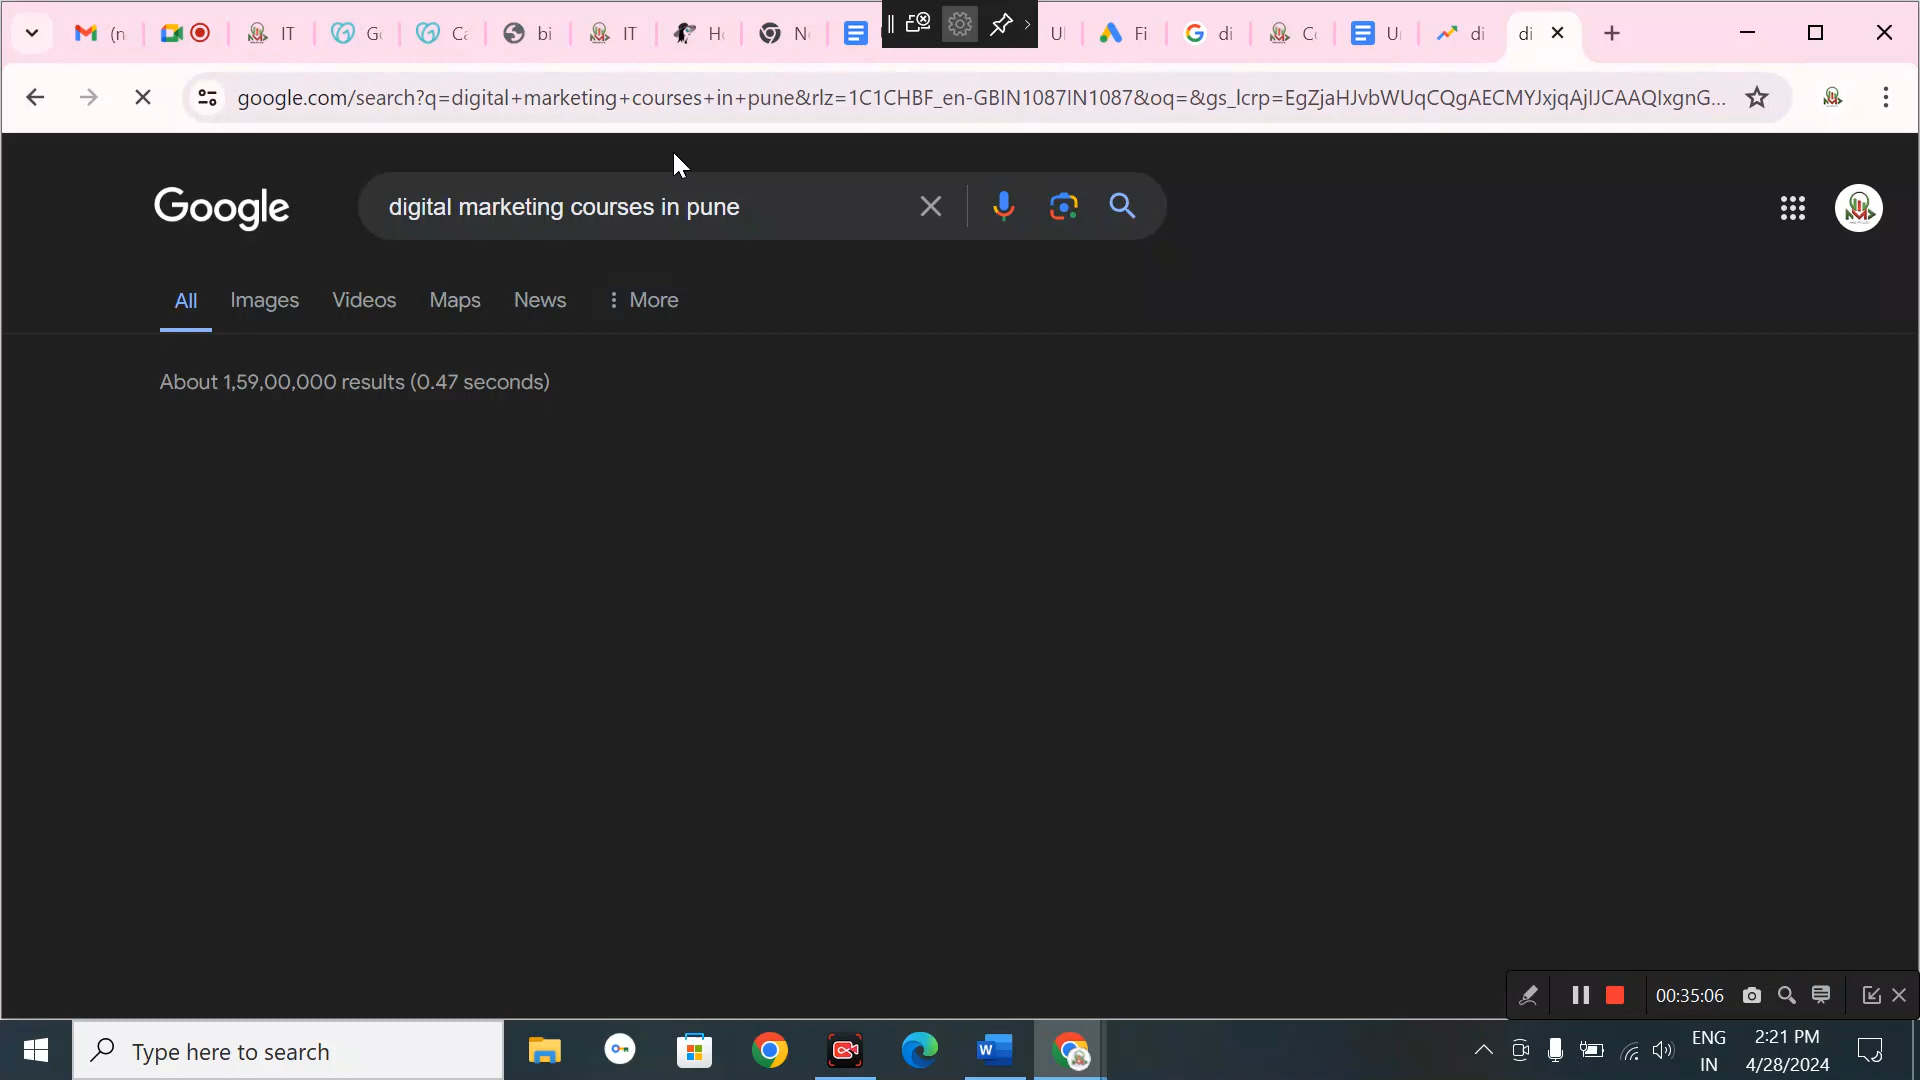 (n
IT
G
Ca
bi
IT
H
N
Ul
Fi
di
C
U
di
di
google.com/search?q=digital+marketing+courses+in+pune&rlz=1C1CHBF_en-GBIN1087IN1087&oq=&gs_lcrp=EgZjaHJvbWUqCQgAECMYJxjqAjIJCAAQIxgnG...
Google
digital marketing courses in pune
All
Images
Videos
Maps
News
More
About 1,59,00,000 results (0.47 seconds)
00:35:06
Type here to search
W
ENG
IN
2:21 PM
4/28/2024